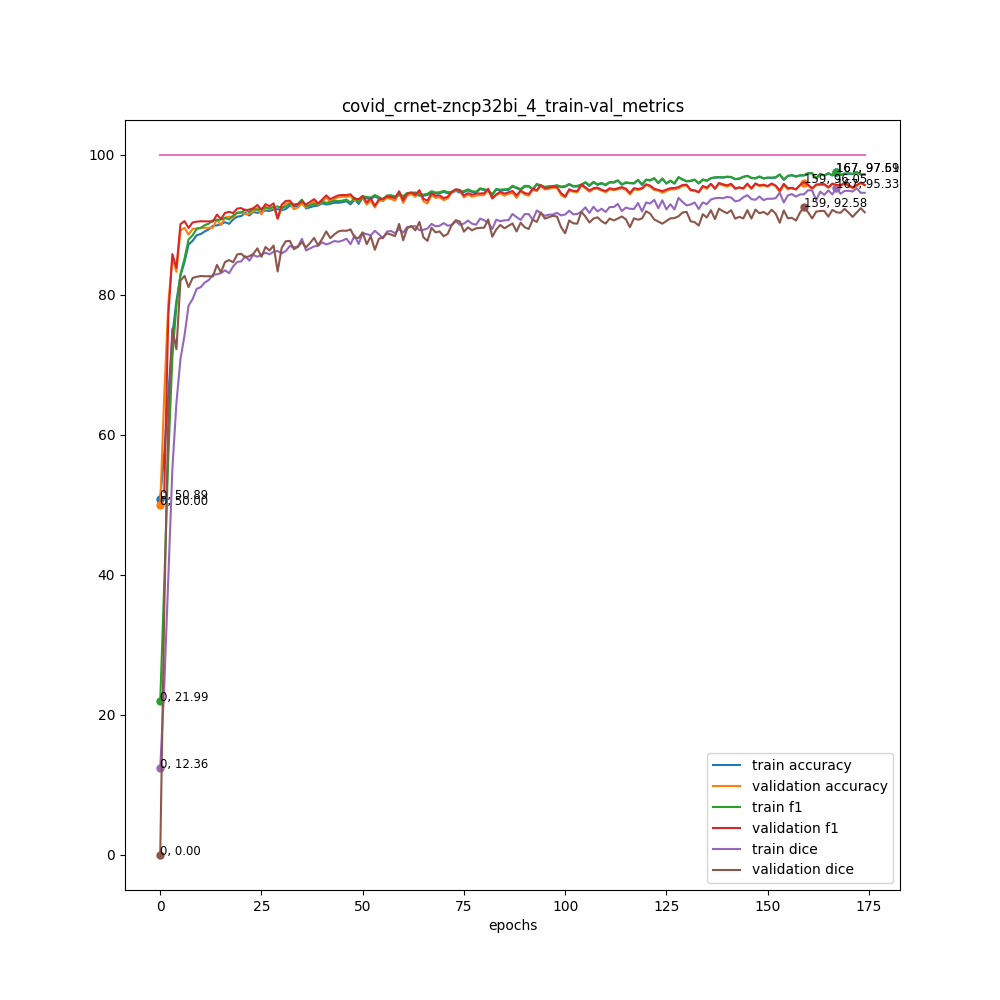 covid_crnet-zncp32bi_4_train-val_metrics
100
80
60
40
20
0
0, 50.89
0, 50.00
0, 21.99
0, 12.36
0, 0.00
159, 92.58
train accuracy
validation accuracy
train f1
validation f1
train dice
validation dice
0
25
50
75
100
125
150
175
epochs